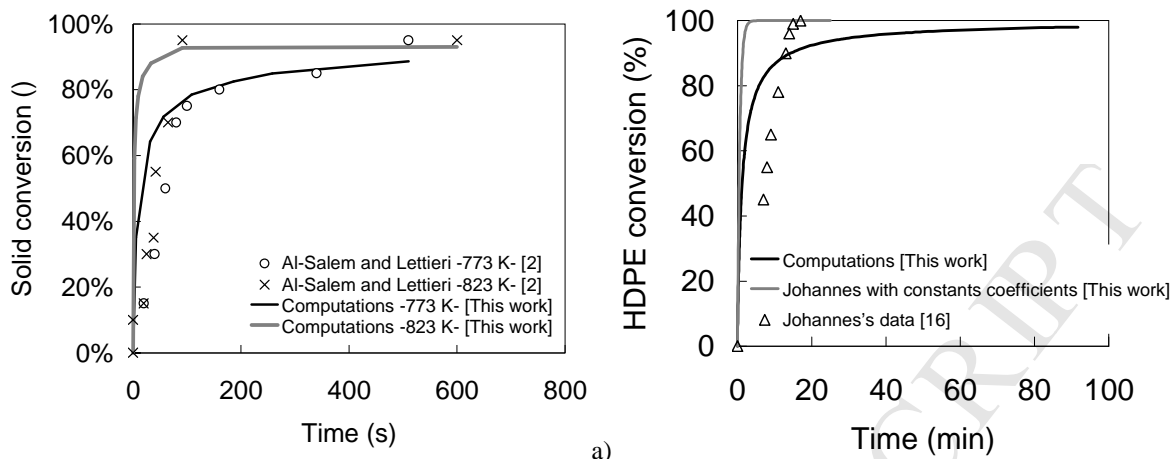 Solid conversion ()
100%
80%
60%
40%
20%
0%
Al-Salem and Lettieri -773 K- [2]
Al-Salem and Lettieri -823 K- [2]
Computations -773 K- [This work]
Computations -823 K- [This work]
0 200 400 600 800
Time (s)
a)
HDPE conversion (%)
100
80
60
40
20
0
Computations [This work]
Johannes with constants coefficients [This work]
Johannes's data [16]
0 20 40 60 80 100
Time (min)
CRIPT